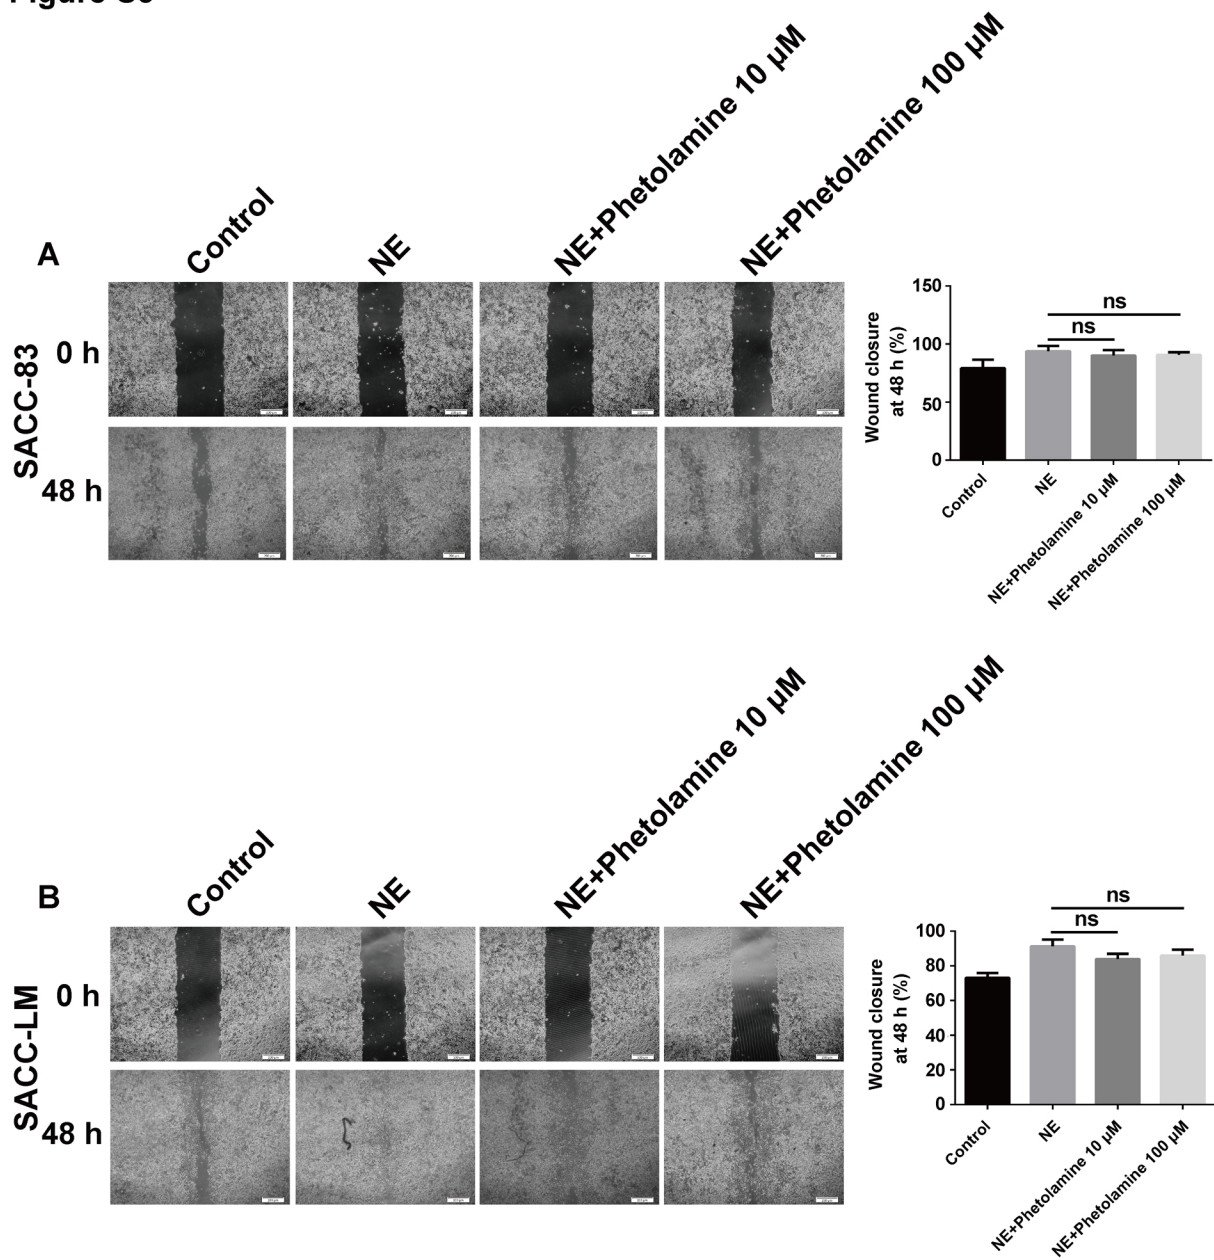 Control
NE
NE+Phetolamine 10 µM
NE+Phetolamine 100 µM
A
SACC-83
0 h
48 h
Wound closure
at 48 h (%)
150
100
50
0
ns
ns
Control
NE
NE+Phetolamine 10 µM
NE+Phetolamine 100 µM
Control
NE
NE+Phetolamine 10 µM
NE+Phetolamine 100 µM
B
SACC-LM
0 h
48 h
Wound closure
at 48 h (%)
100
80
60
40
20
0
ns
ns
Control
NE
NE+Phetolamine 10 µM
NE+Phetolamine 100 µM